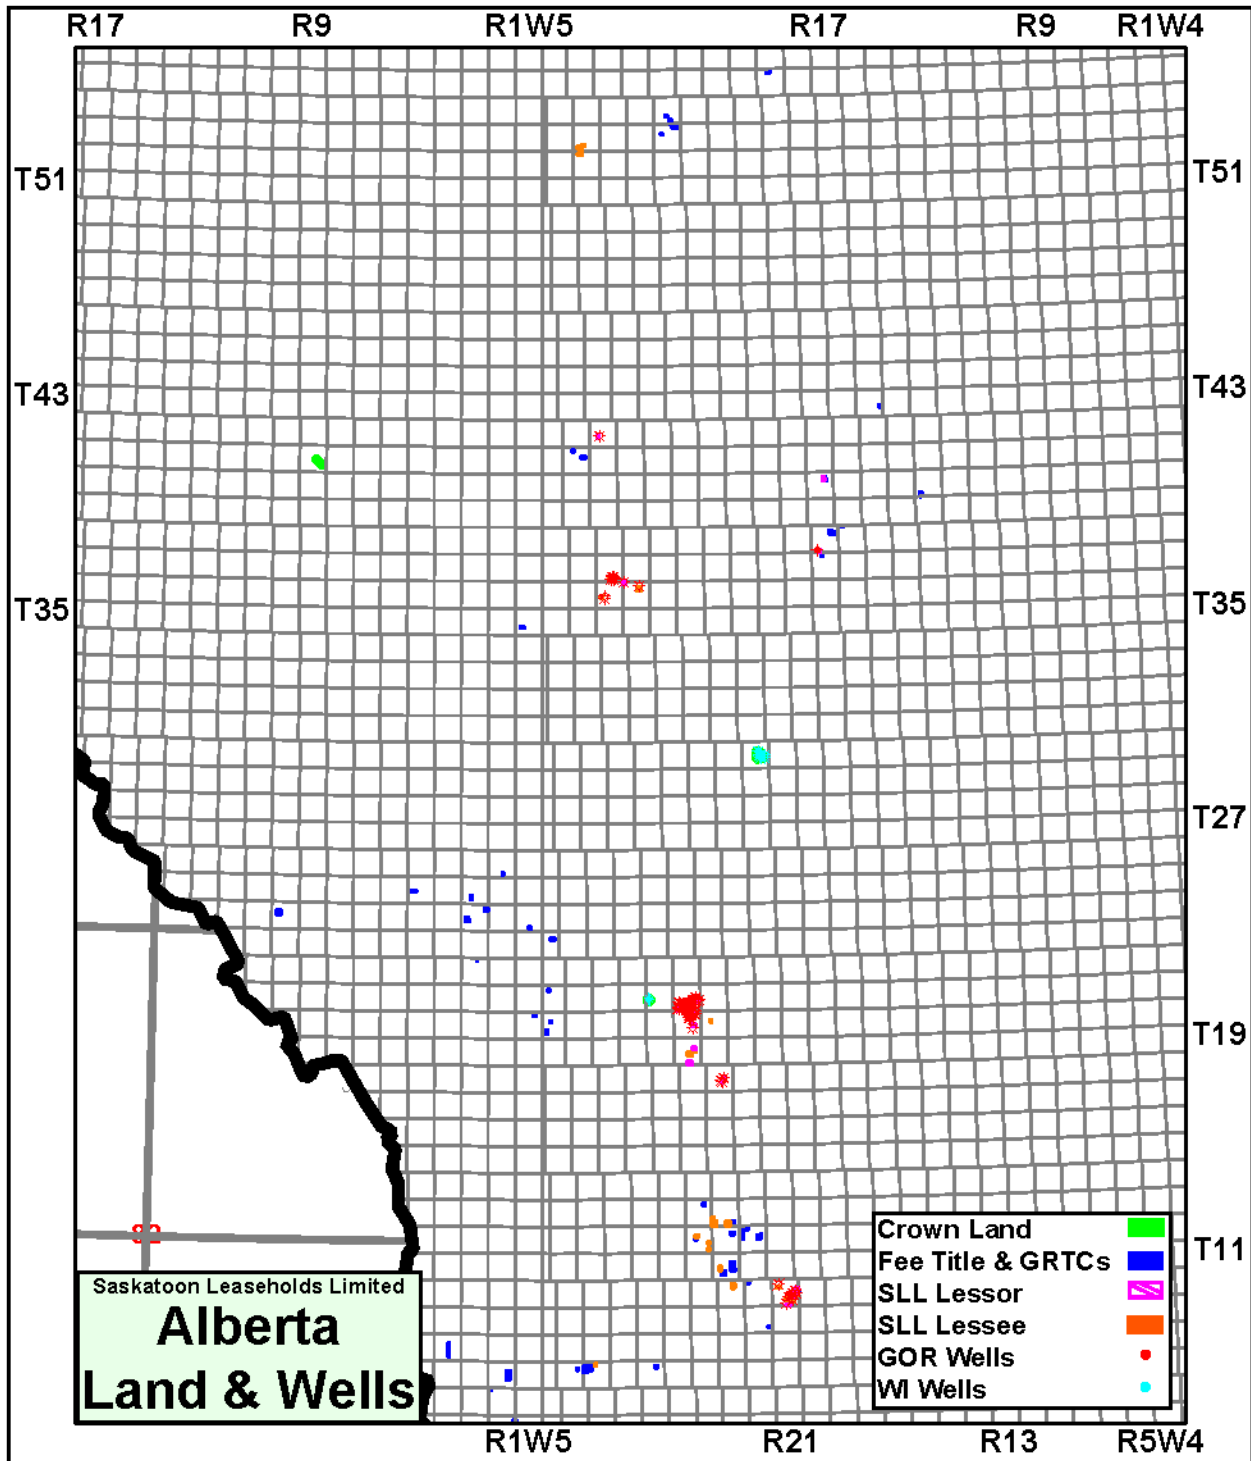 R17 R9 R1W5 R17 R9 R1W4
T51 T51
T43 T43
T35 T35
T27
T19
T11
82
Crown Land
Fee Title & GRTCs
SLL Lessor
SLL Lessee
GOR Wells
WI Wells
Saskatoon Leaseholds Limited
Alberta
Land & Wells
R1W5 R21 R13 R5W4